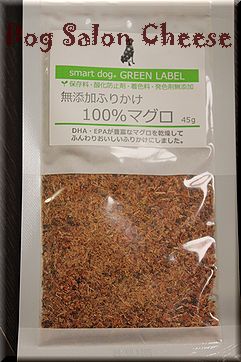 Dog Salon Cheese
smart dog. GREEN LABEL
保存料・酸化防止剤・着色料・発色剤無添加
無添加ふりかけ
100%マグロ 45g
DHA・EPAが豊富なマグロを乾燥して
ふんわりおいしいふりかけにしました。